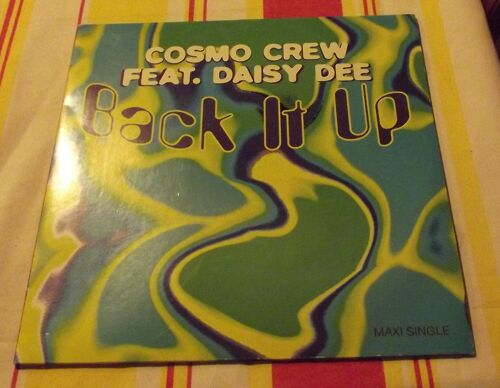 COSMO CREW
FEAT. DAISY DEE
Back It Up
MAXI SINGLE